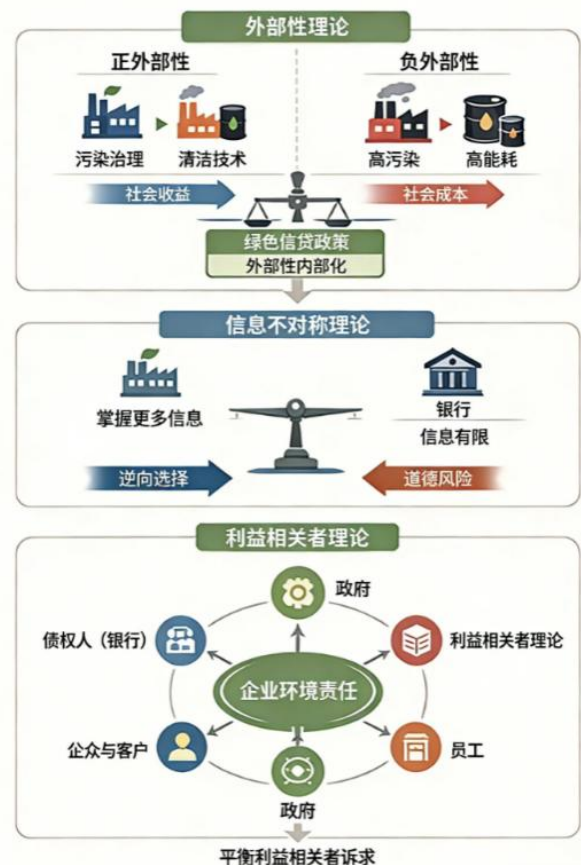 外部性理论
正外部性
负外部性
污染治理
清洁技术
高污染
高能耗
社会收益
社会成本
绿色信贷政策
外部性内部化
信息不对称理论
掌握更多信息
银行
信息有限
逆向选择
道德风险
利益相关者理论
政府
债权人（银行）
利益相关者理论
企业环境责任
公众与客户
员工
政府
平衡利益相关者诉求